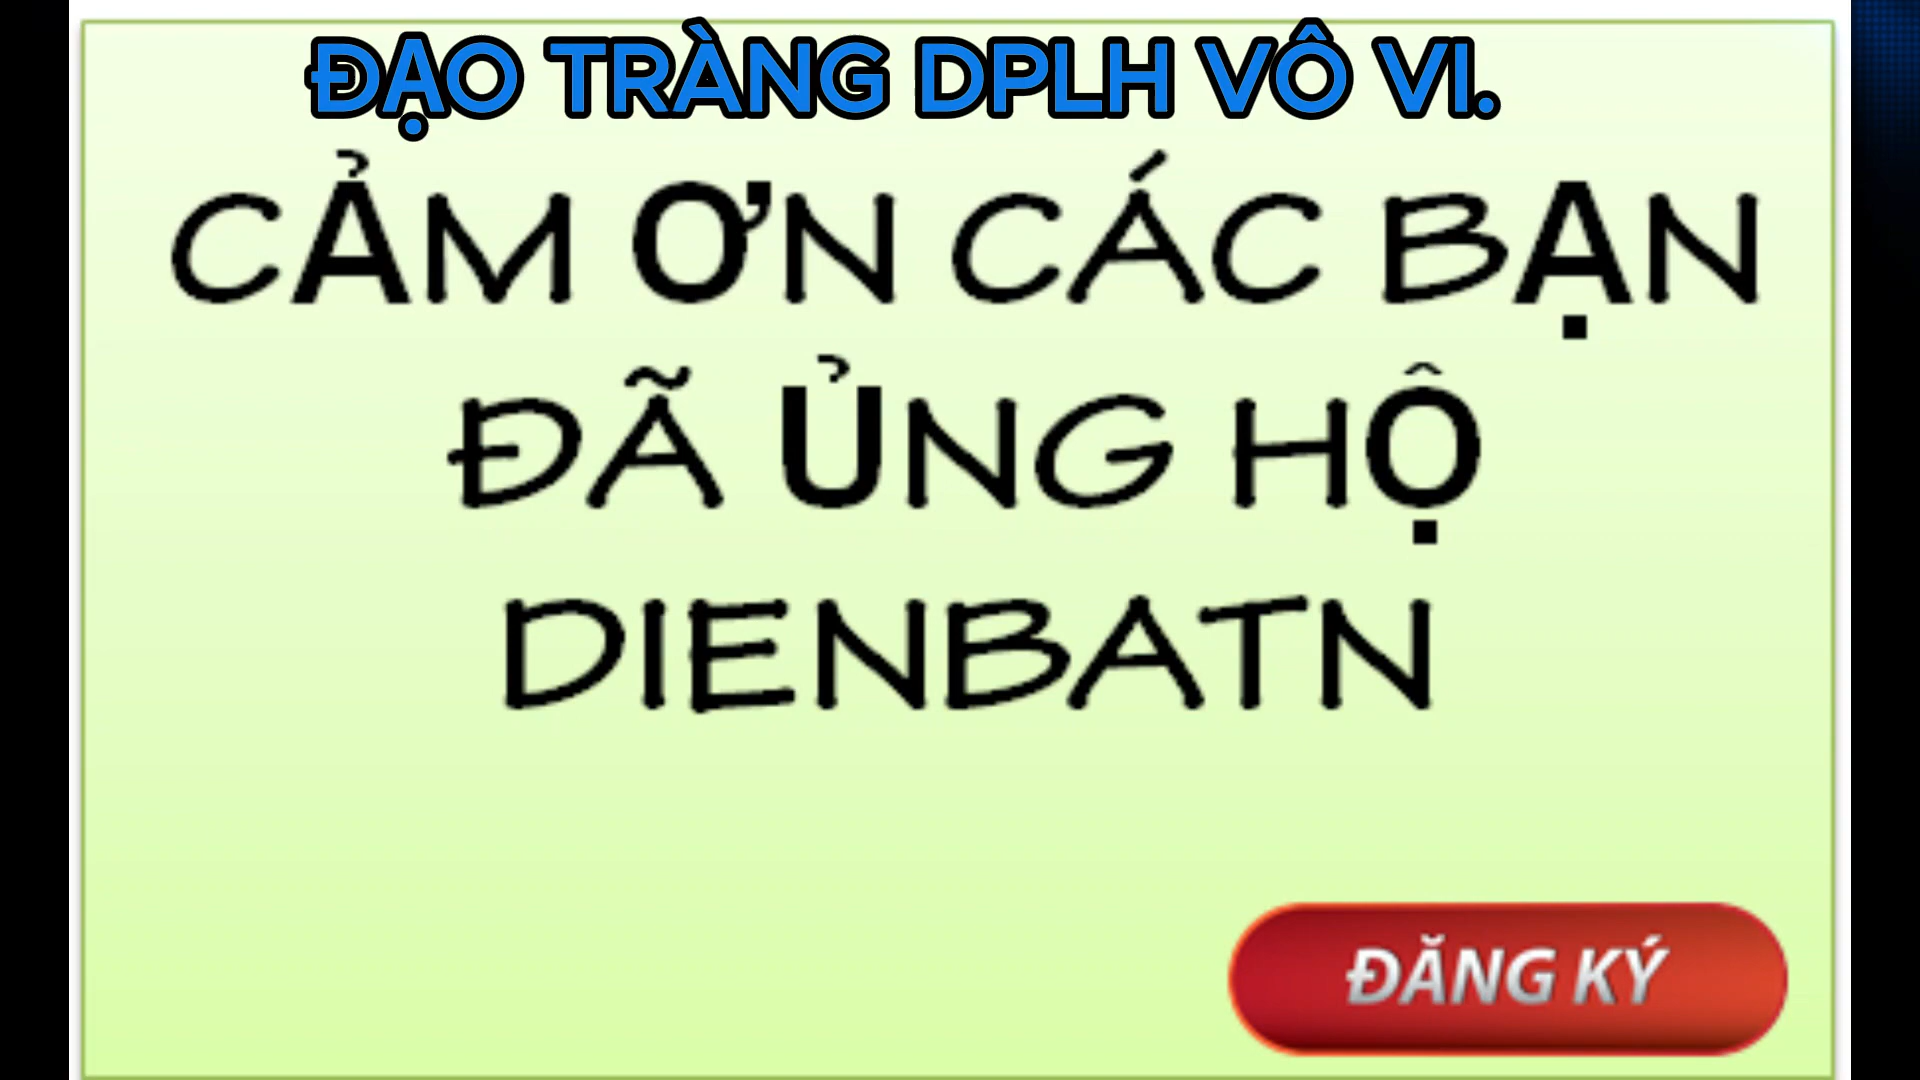 ĐẠO TRÀNG DPLH VÔ VI.
CẢM ƠN CÁC BẠN
ĐÃ ỦNG HỘ
DIENBATN
ĐĂNG KÝ